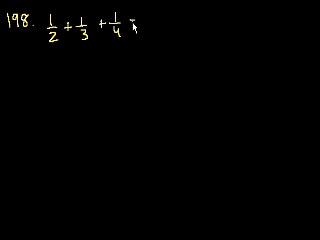 198. 1/2 + 1/3 + 1/4 -